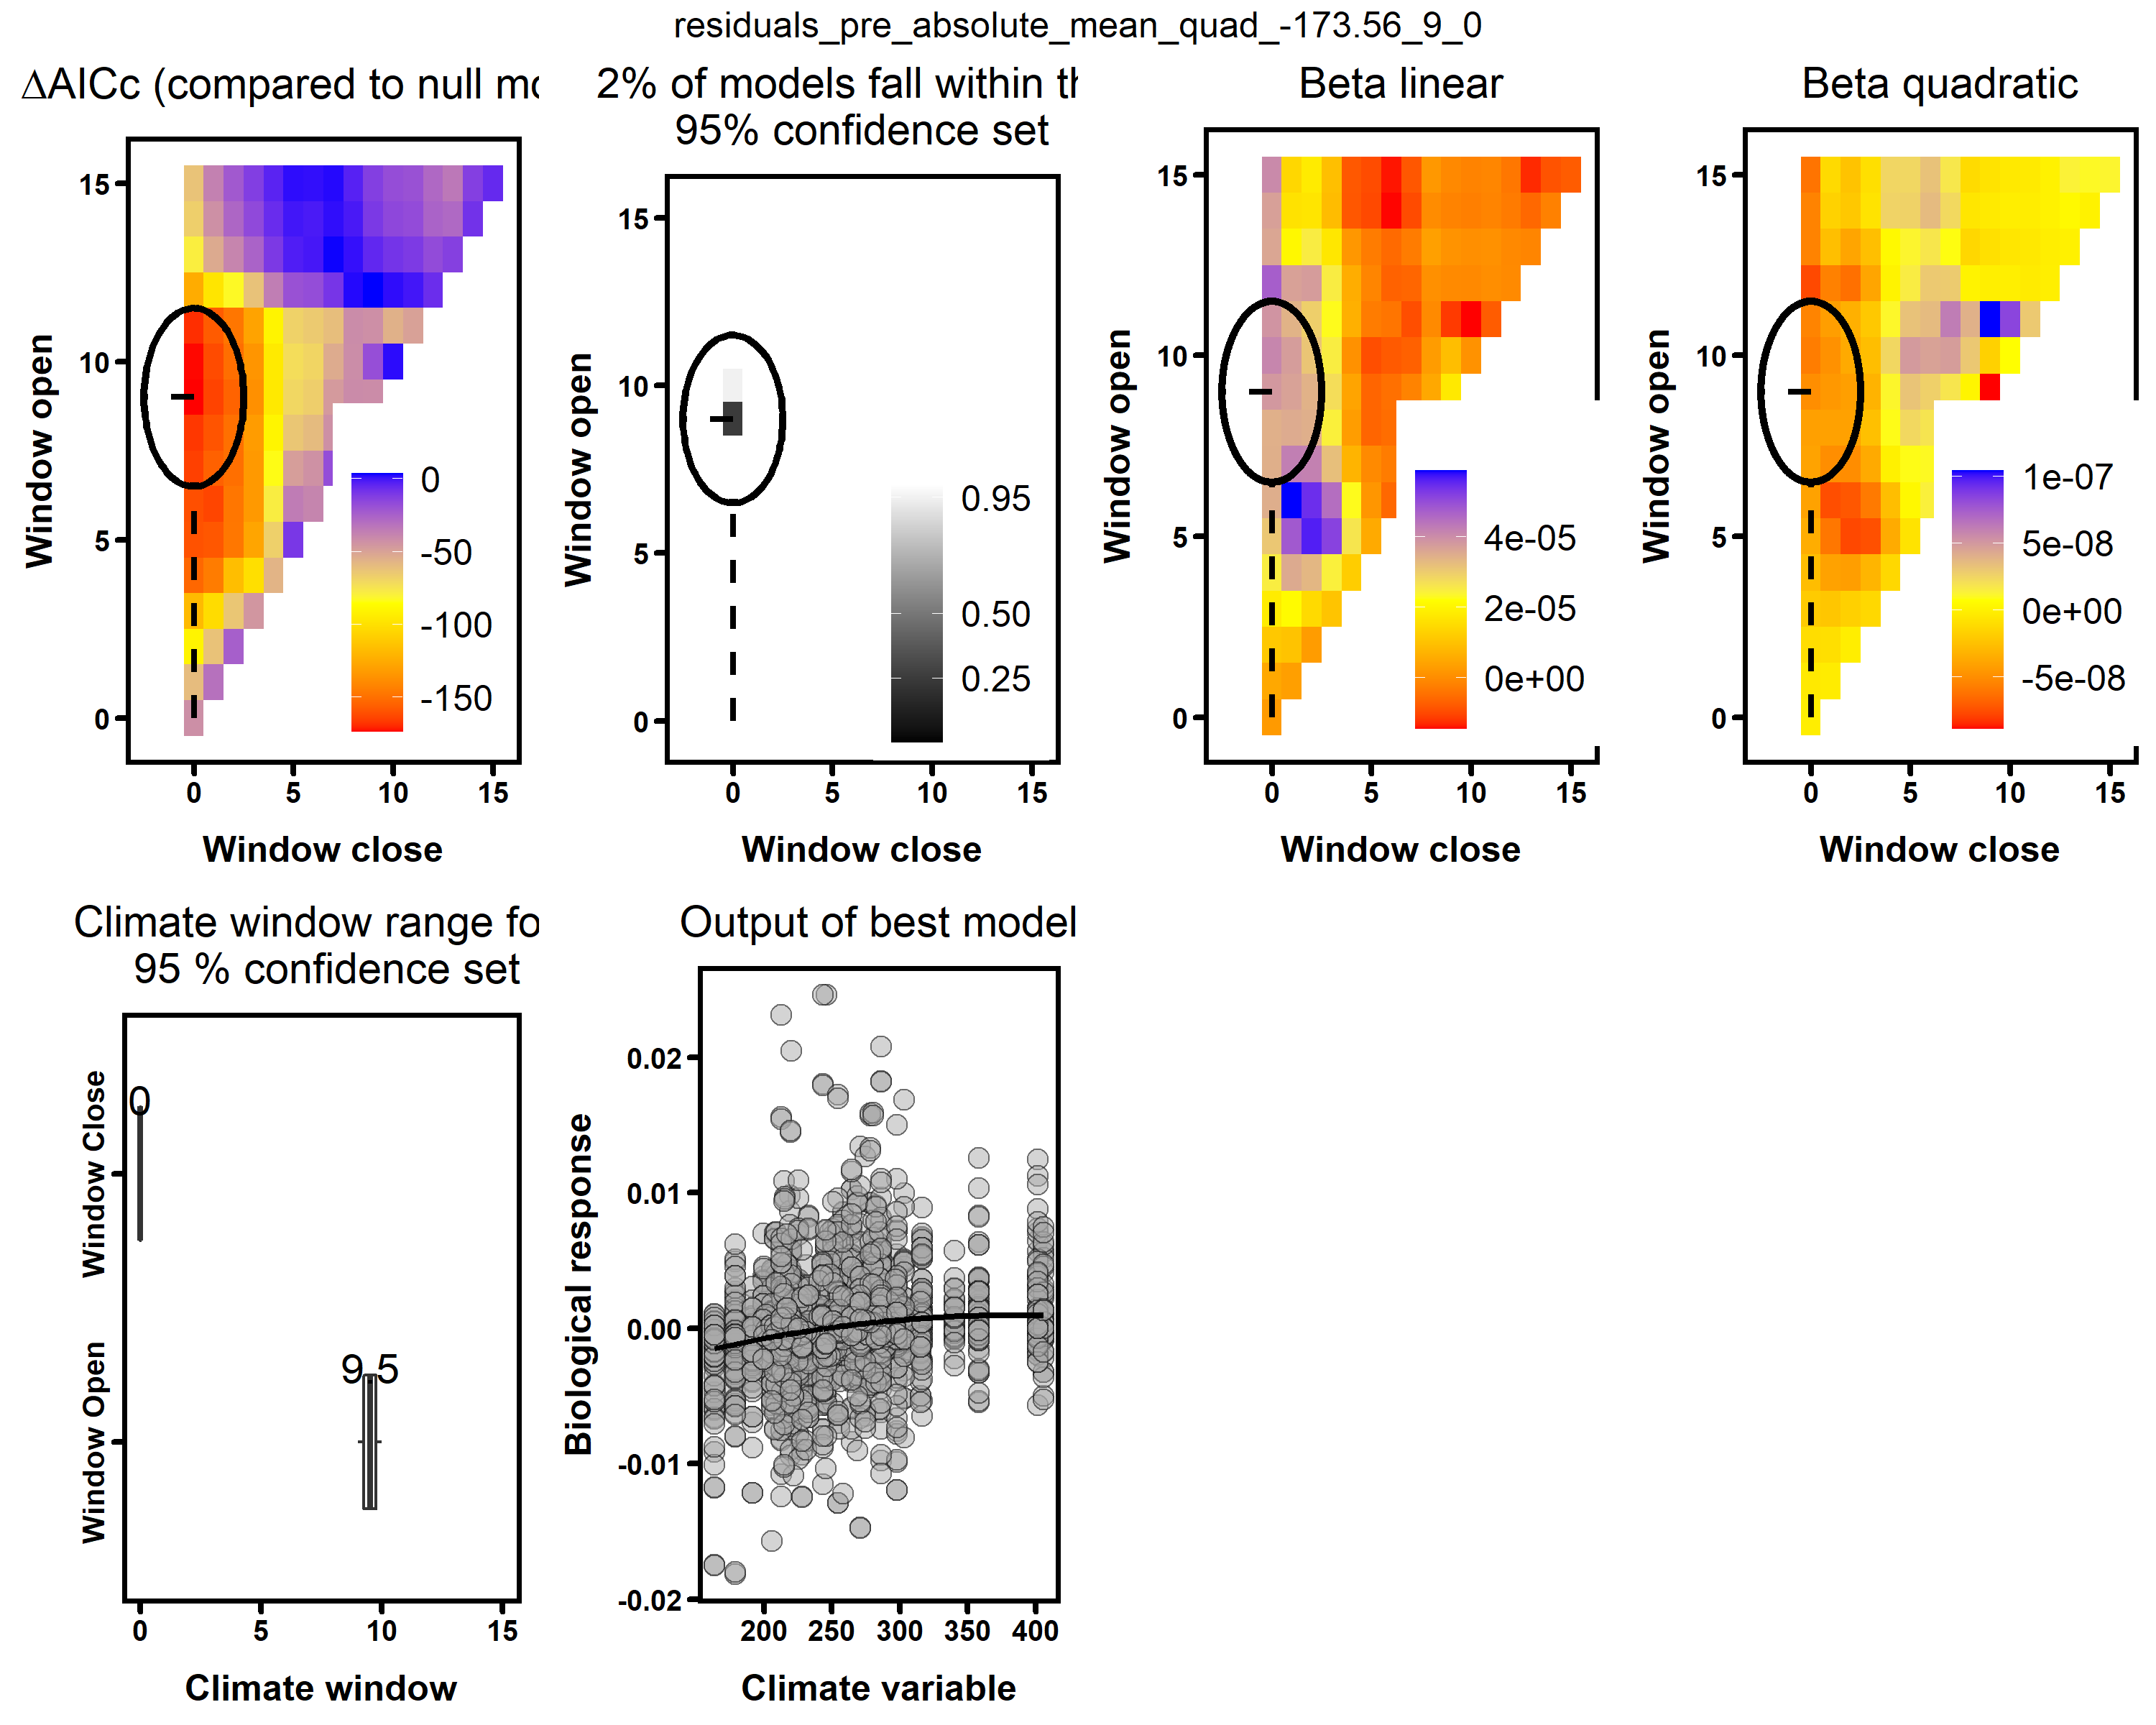 residuals_pre_absolute_mean_quad_-173.56_9_0
ΔAICc (compared to null mo
2% of models fall within th
95% confidence set
Beta linear
Beta quadratic
Window open
15
10
5
0
0
-50
-100
-150
0 5 10 15
Window close
Window open
15
10
5
0
0.95
0.50
0.25
0 5 10 15
Window close
Window open
15
10
5
0
4e-05
2e-05
0e+00
0 5 10 15
Window close
Window open
15
10
5
0
1e-07
5e-08
0e+00
-5e-08
0 5 10 15
Window close
Climate window range fo
95 % confidence set
Window Close
Window Open
0
9.5
0 5 10 15
Climate window
Output of best model
Biological response
0.02
0.01
0.00
-0.01
-0.02
200 250 300 350 400
Climate variable